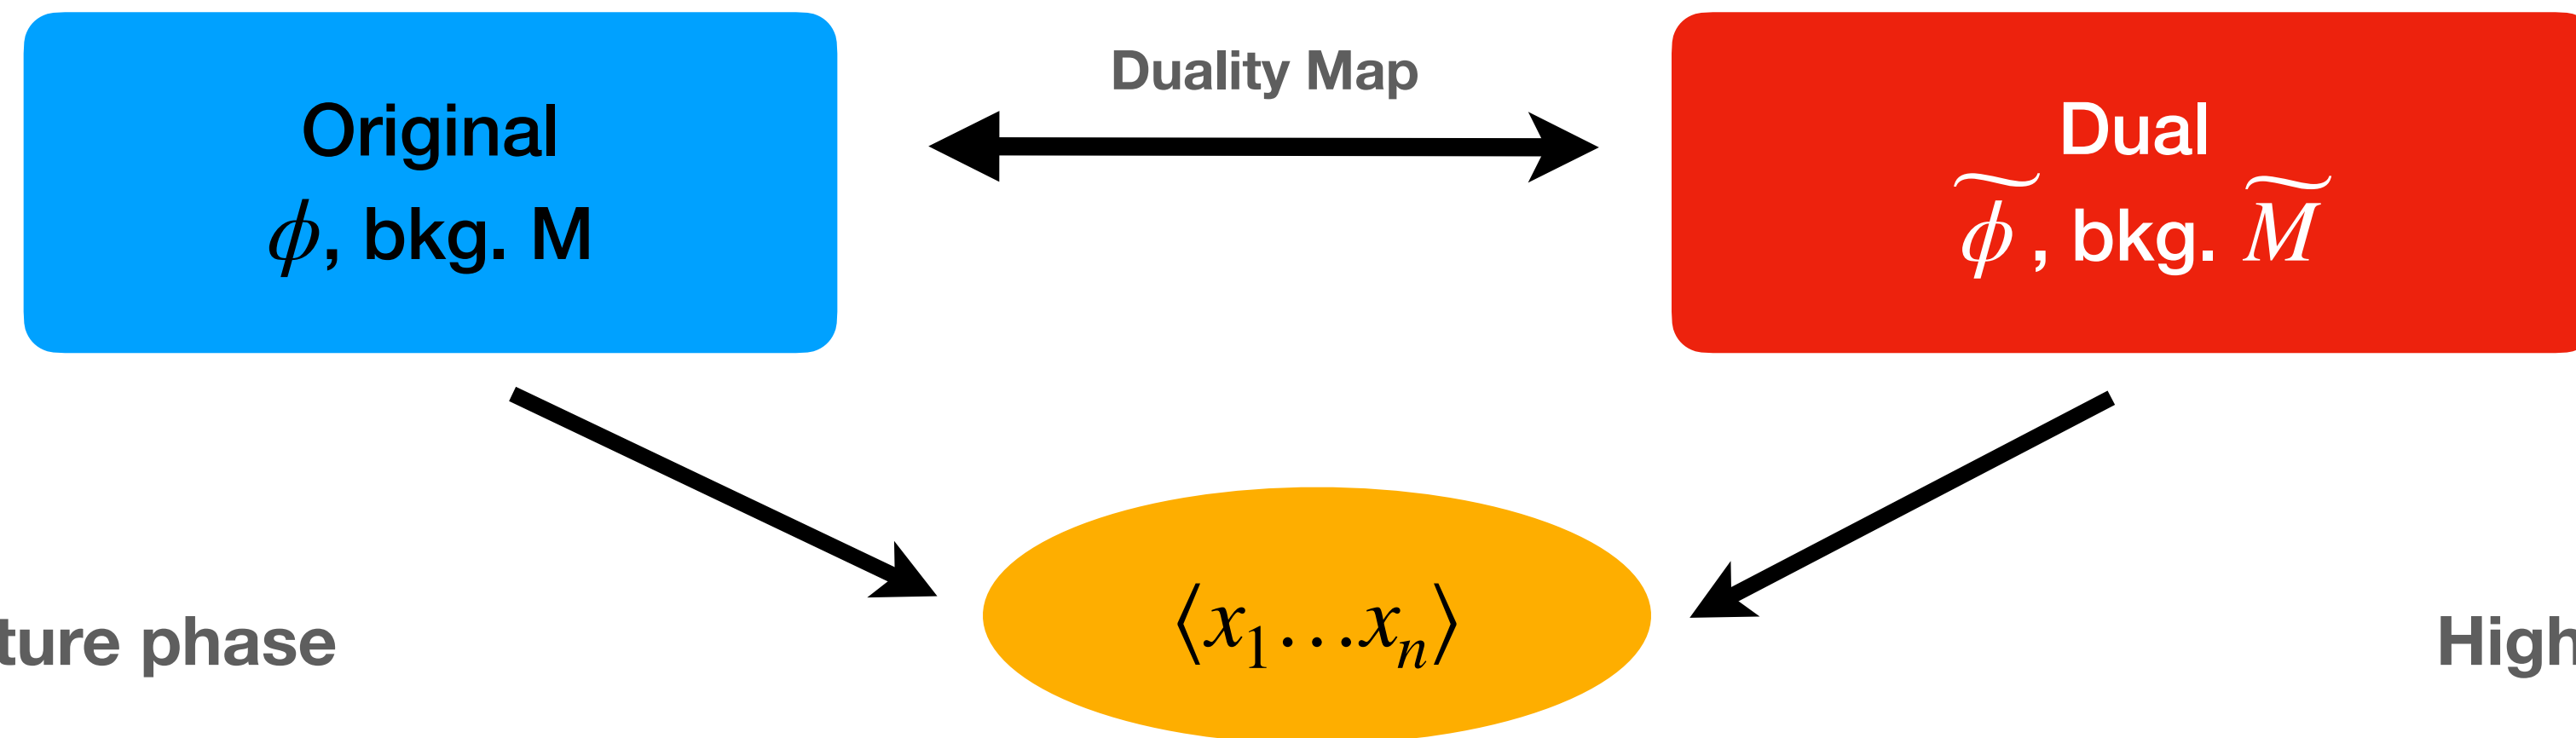 Original
ϕ, bkg. M
Duality Map
Dual
ϕ̃, bkg. M̃
⟨x₁…xₙ⟩
ture phase
High